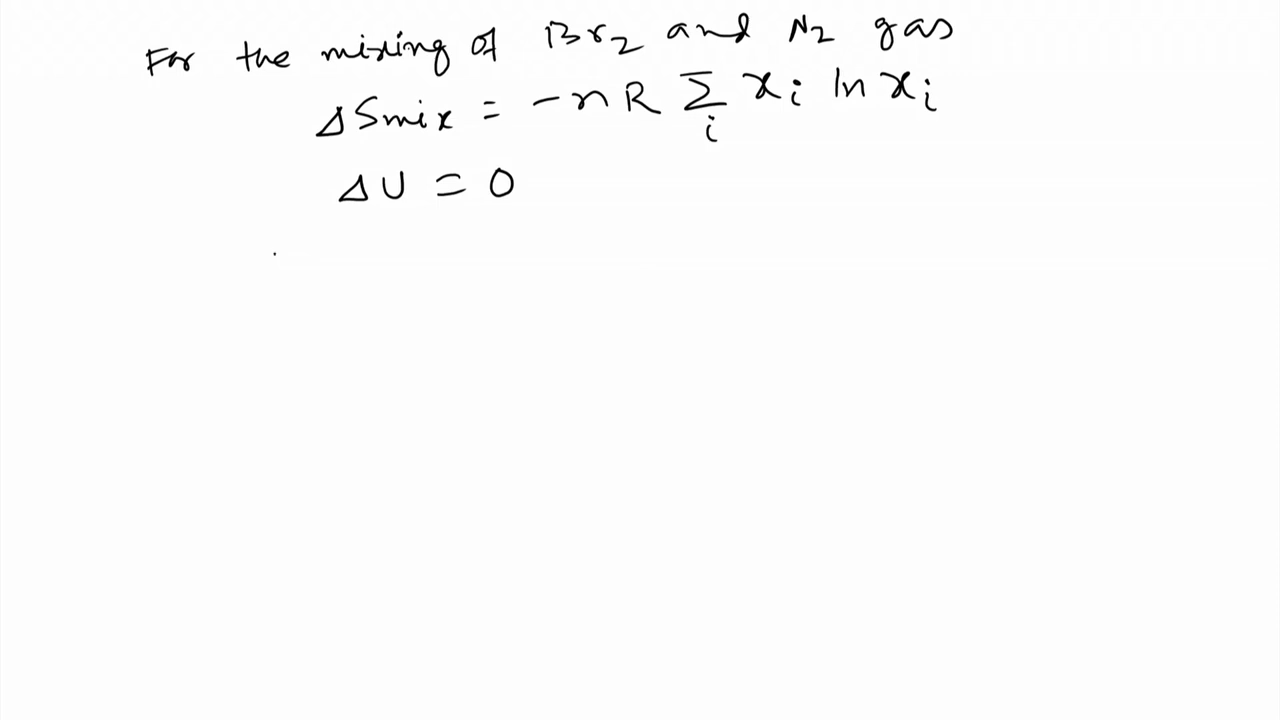 For the mixing of Br₂ and N₂ gas
ΔSmix = -nR Σᵢ xᵢ ln xᵢ
ΔU = 0